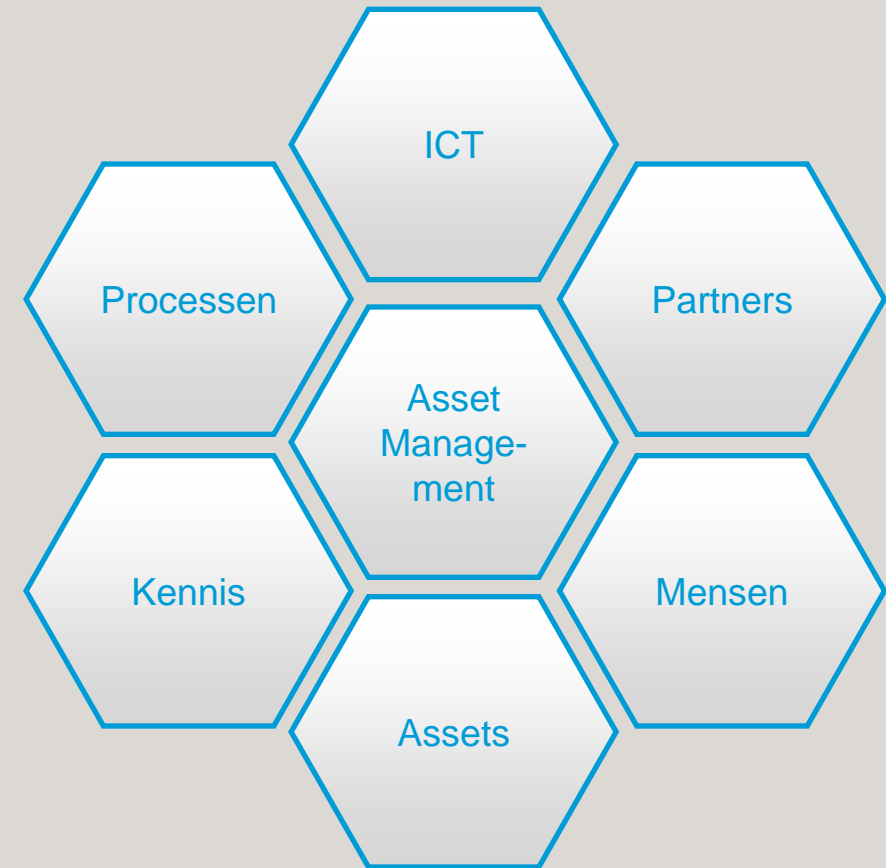 ICT
Processen
Partners
Asset
Manage-
ment
Kennis
Mensen
Assets